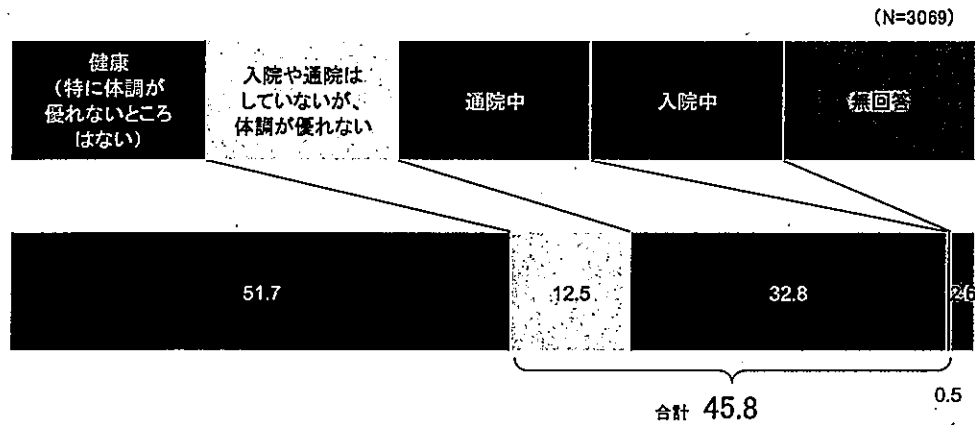 (N=3069)
健康
(特に体調が
優れないところ
はない)
入院や通院は
していないが、
体調が優れない
通院中
入院中
無回答
51.7
12.5
32.8
2.6
0.5
合計 45.8